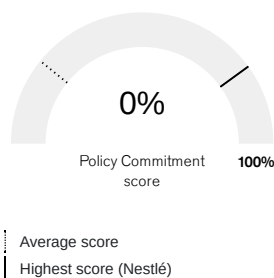 0%
Policy Commitment
score
100%
Average score
Highest score (Nestlé)